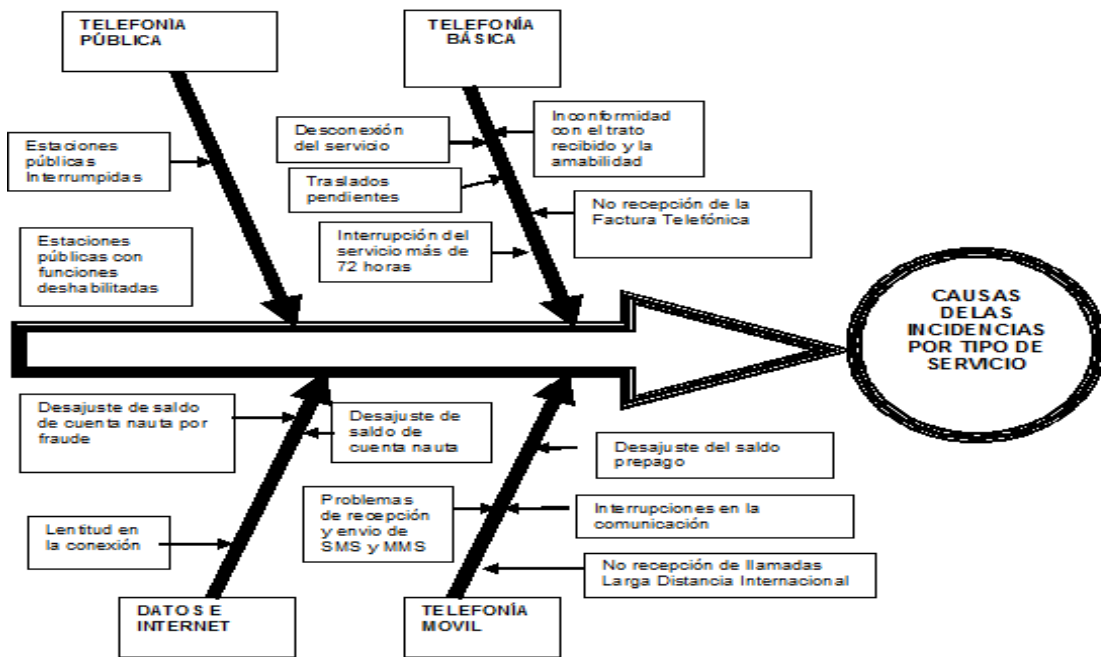 TELEFONÍA
PÚBLICA
TELEFONÍA
BÁSICA
Estaciones
públicas
Interrumpidas
Desconexión
del servicio
Inconformidad
con el trato
recibido y la
amabilidad
Traslados
pendientes
No recepción de la
Factura Telefónica
Estaciones
públicas con
funciones
deshabilitadas
Interrupción del
servicio más de
72 horas
CAUSAS
DELAS
INCIDENCIAS
POR TIPO DE
SERVICIO
Desajuste de saldo
de cuenta nauta por
fraude
Desajuste de
saldo de
cuenta nauta
Desajuste del saldo
prepago
Problemas
de recepción
y envio de
SMS y MMS
Interrupciones en la
comunicación
Lentitud en
la conexión
No recepción de llamadas
Larga Distancia Internacional
DATOS E
INTERNET
TELEFONÍA
MOVIL